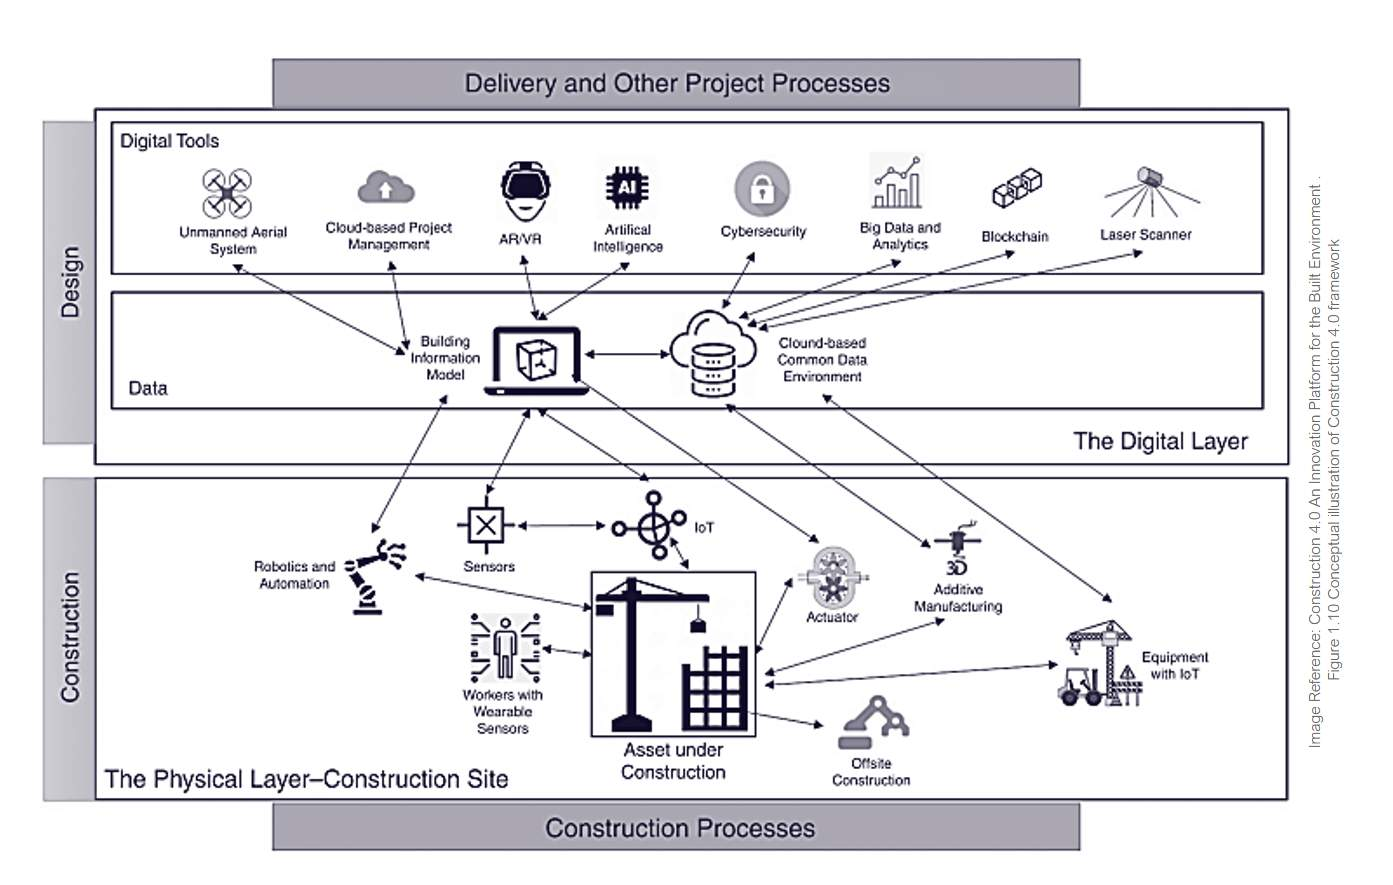 Delivery and Other Project Processes
Design
Digital Tools
Unmanned Aerial
System
Cloud-based Project
Management
AR/VR
AI
Artifical
Intelligence
Cybersecurity
Big Data and
Analytics
Blockchain
Laser Scanner
Building
Information
Model
Clound-based
Common Data
Environment
Data
The Digital Layer
Construction
Robotics and
Automation
Sensors
IoT
Actuator
3D
Additive
Manufacturing
Workers with
Wearable
Sensors
Asset under
Construction
Equipment
with IoT
Offsite
Construction
The Physical Layer–Construction Site
Construction Processes
Image Reference: Construction 4.0 An Innovation Platform for the Built Environment .
Figure 1.10 Conceptual illustration of Construction 4.0 framework